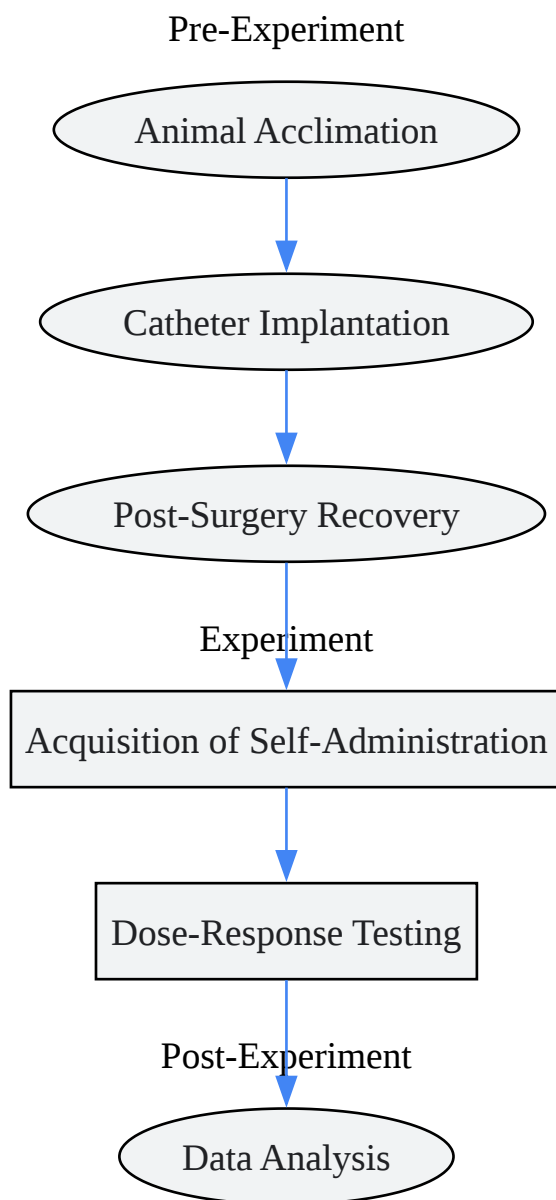 Pre-Experiment
Animal Acclimation
Catheter Implantation
Post-Surgery Recovery
Experiment
Acquisition of Self-Administration
Dose-Response Testing
Post-Experiment
Data Analysis